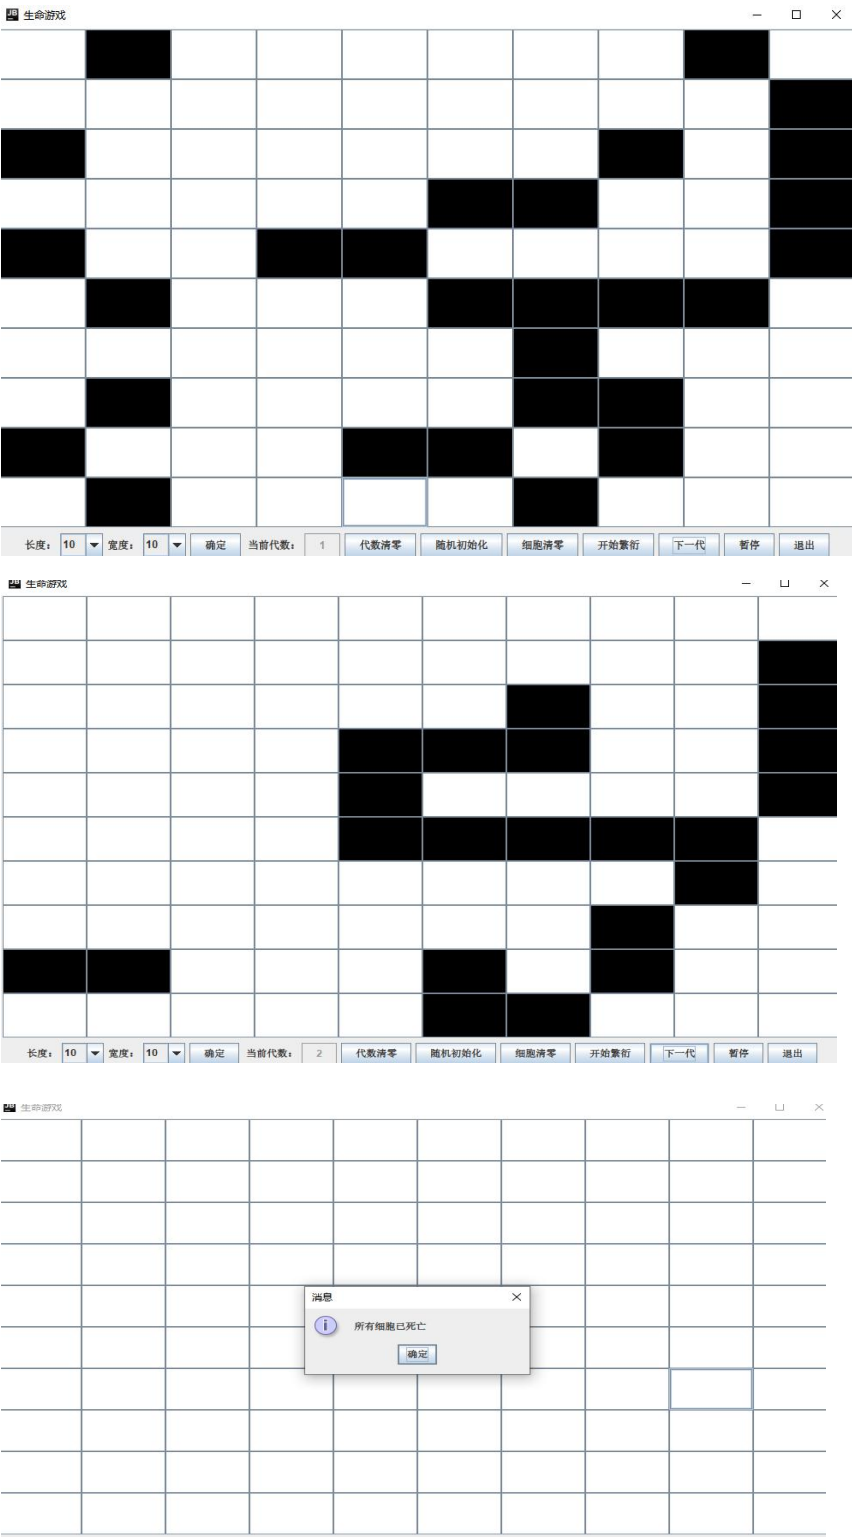 JB 生命游戏
长度： 10 宽度： 10 确定 当前代数： 1 代数清零 随机初始化 细胞清零 开始繁衍 下一代 暂停 退出
生命游戏
长度： 10 宽度： 10 确定 当前代数： 2 代数清零 随机初始化 细胞清零 开始繁衍 下一代 暂停 退出
生命游戏
消息
所有细胞已死亡
确定